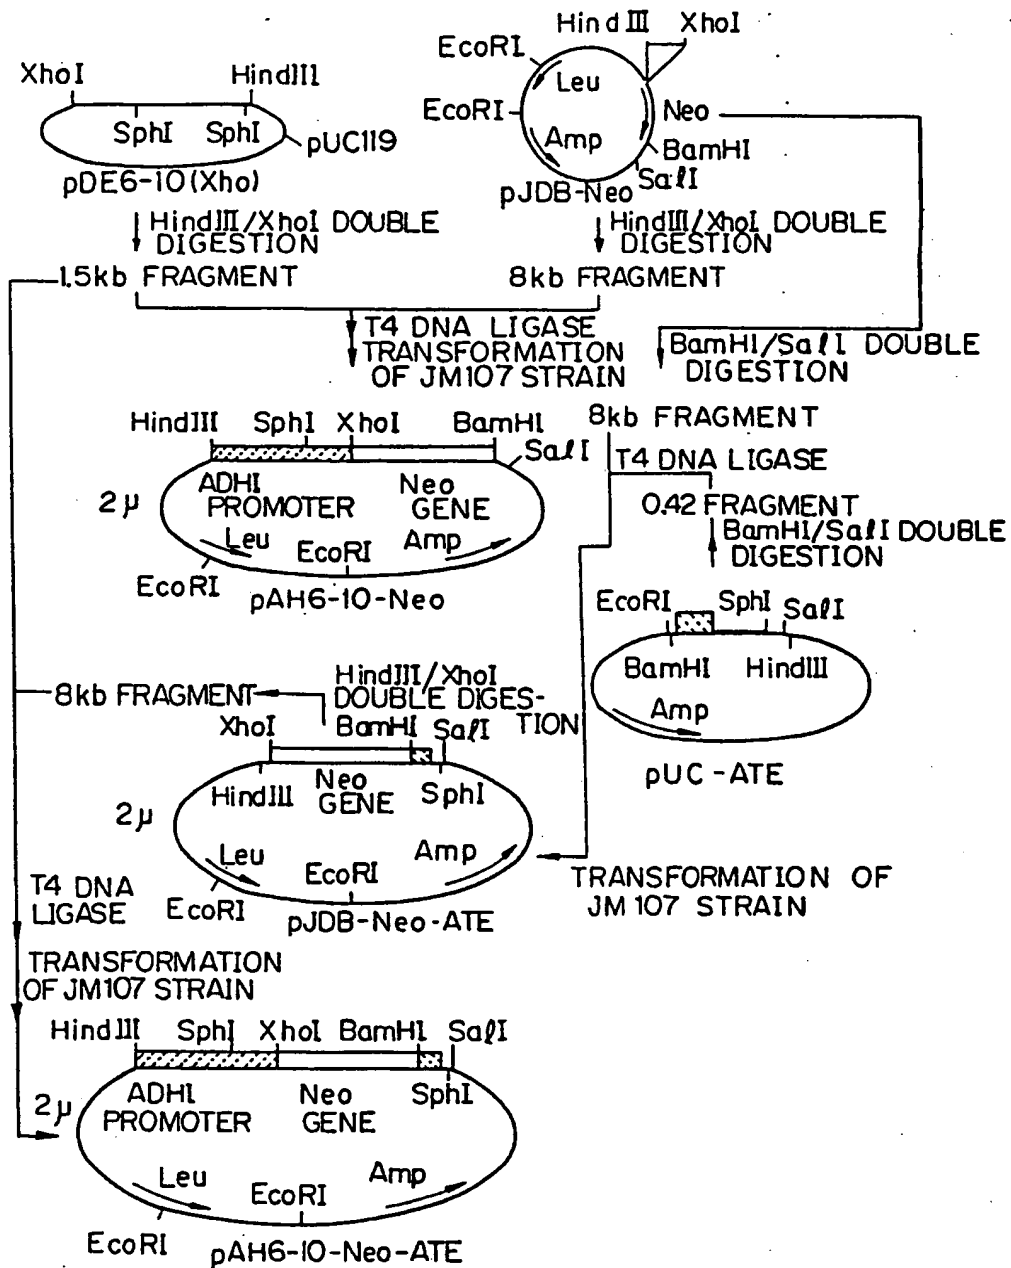 Hind III XhoI
EcoRI
Leu
EcoRI
Neo
Amp
BamHI
SalI
pJDB-Neo
XhoI
HindIII
SphI SphI
pUC119
pDE6-10(Xho)
HindIII/XhoI DOUBLE
DIGESTION
HindIII/XhoI DOUBLE
DIGESTION
1.5kb FRAGMENT
8kb FRAGMENT
T4 DNA LIGASE
TRANSFORMATION
OF JM107 STRAIN
BamHI/SalI DOUBLE
DIGESTION
8kb FRAGMENT
T4 DNA LIGASE
0.42 FRAGMENT
BamHI/SalI DOUBLE
DIGESTION
HindIII SphI XhoI BamHI
SalI
2μ
ADHI
PROMOTER
Neo
GENE
Leu
EcoRI
Amp
EcoRI
pAH6-10-Neo
EcoRI SphI SalI
BamHI HindIII
Amp
pUC-ATE
HindIII/XhoI
DOUBLE DIGES-
TION
8kb FRAGMENT
XhoI BamHI SalI
HindIII
Neo
GENE
SphI
2μ
Leu
EcoRI
Amp
EcoRI
pJDB-Neo-ATE
TRANSFORMATION OF
JM 107 STRAIN
T4 DNA
LIGASE
TRANSFORMATION
OF JM107 STRAIN
Hind III SphI XhoI BamHI SalI
2μ
ADHI
PROMOTER
Neo
GENE
SphI
Leu
EcoRI
Amp
EcoRI
pAH6-10-Neo-ATE